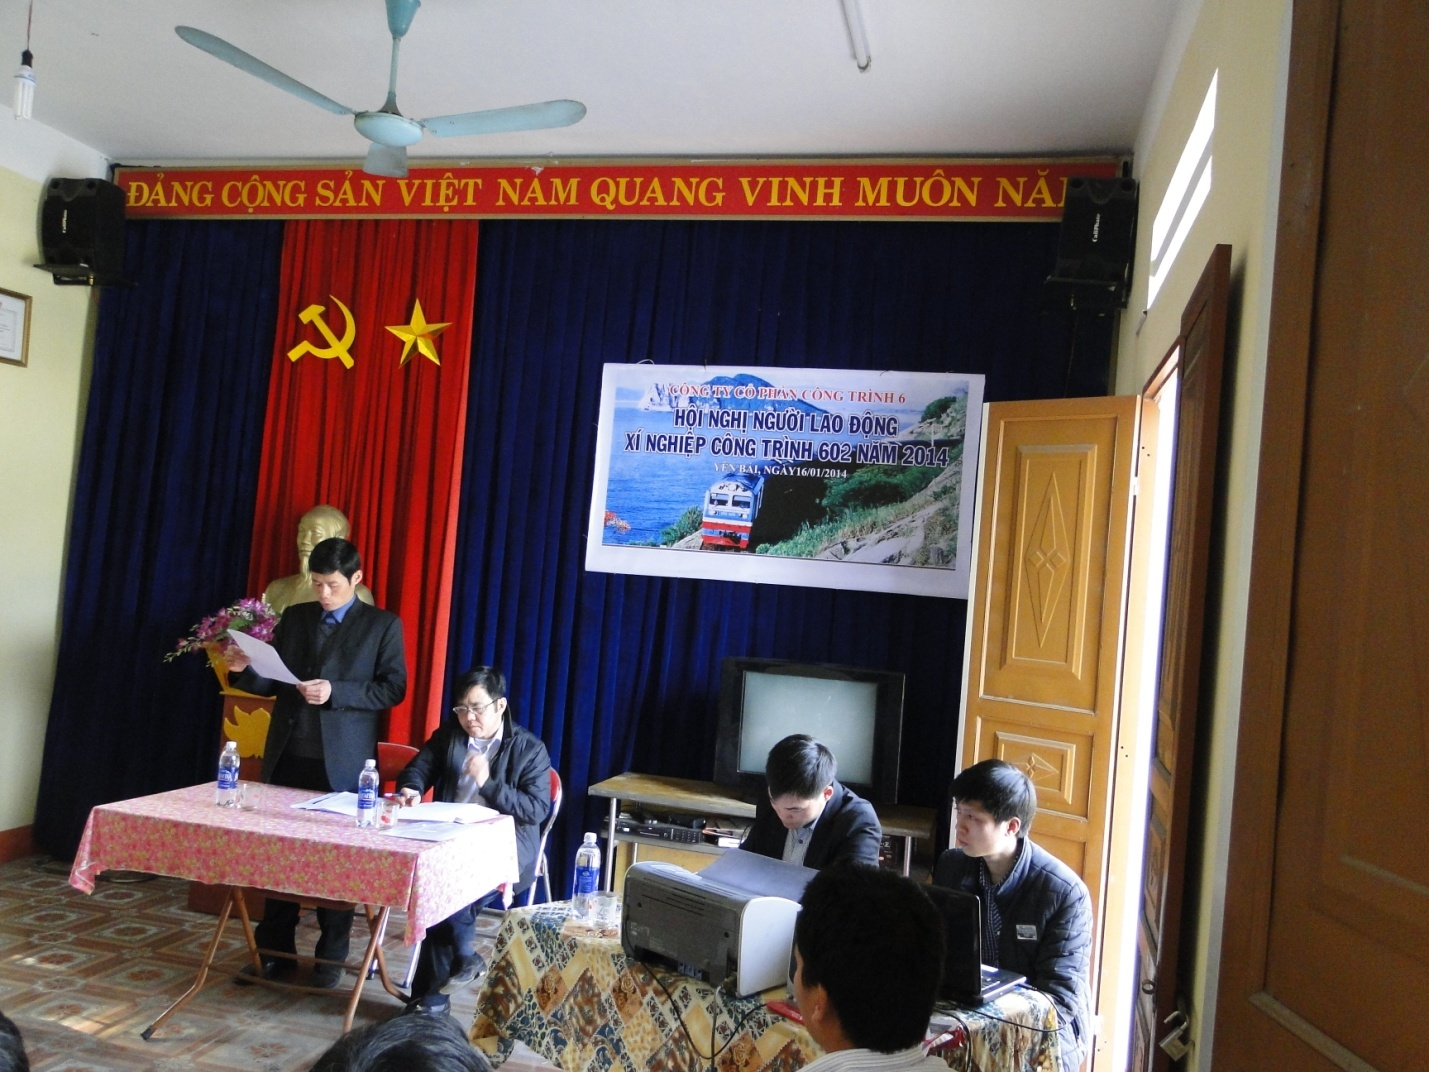 ĐẢNG CỘNG SẢN VIỆT NAM QUANG VINH MUÔN NĂM
CÔNG TY CỔ PHẦN CÔNG TRÌNH 6
HỘI NGHỊ NGƯỜI LAO ĐỘNG
XÍ NGHIỆP CÔNG TRÌNH 602 NĂM 2014
YÊN BÁI, NGÀY16/01/2014